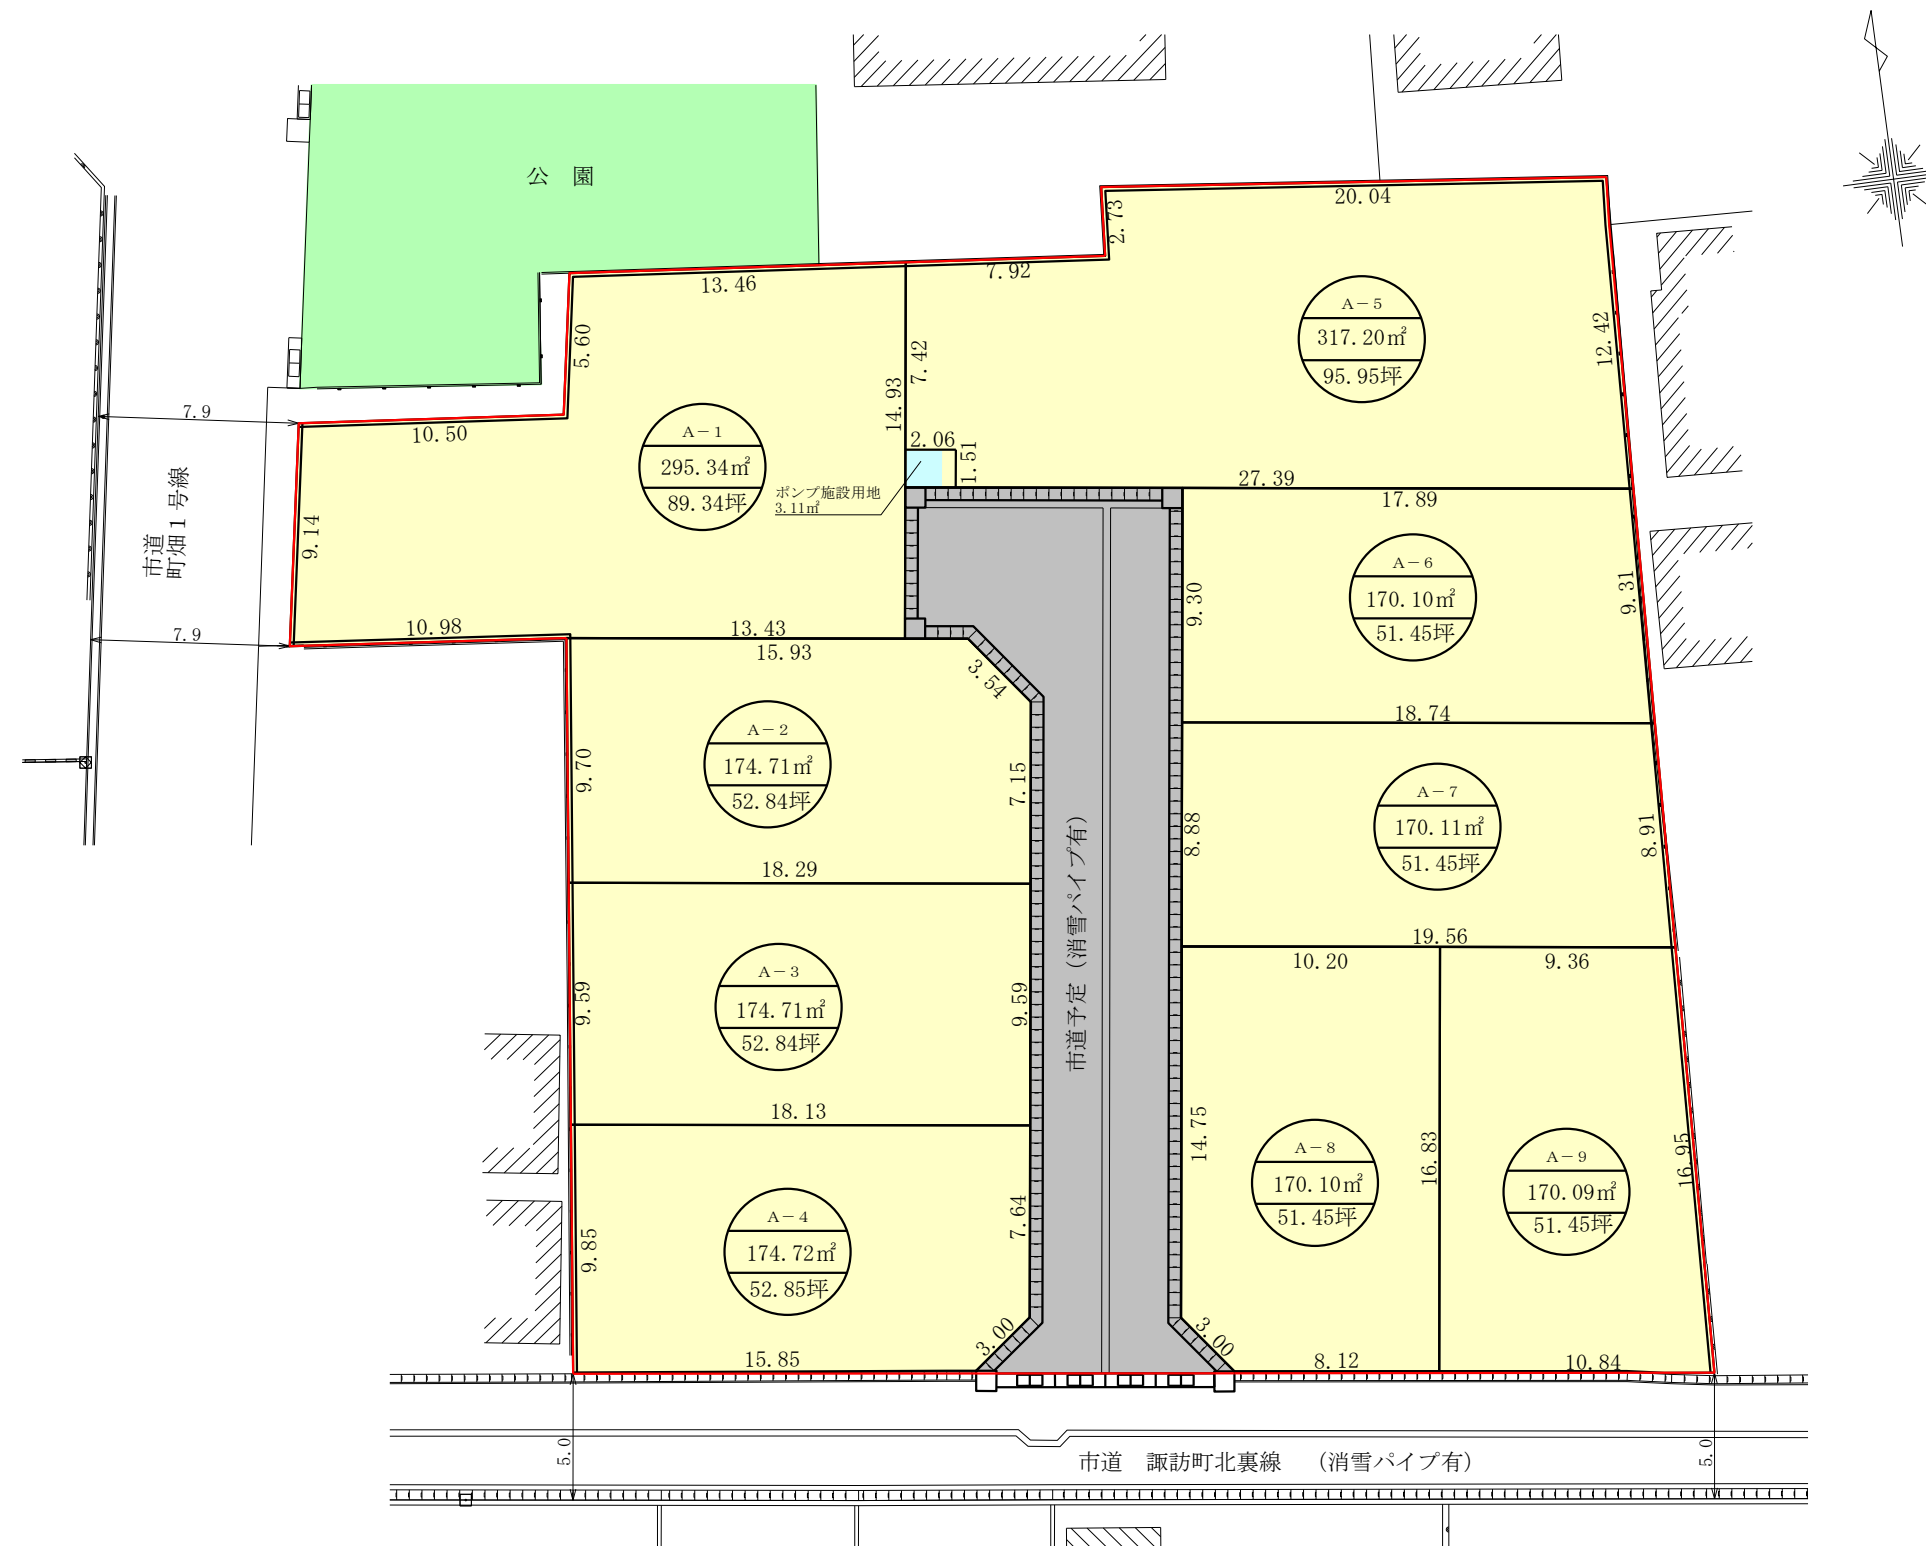 公　園
20.04
2.73
7.92
13.46
5.60
A－5
317.20㎡
95.95坪
12.42
7.42
14.93
7.9
10.50
A－1
295.34㎡
89.34坪
2.06
1.51
ポンプ施設用地
3.11㎡
27.39
17.89
市道
町畑１号線
9.14
A－6
170.10㎡
51.45坪
9.30
9.31
7.9
10.98
13.43
15.93
3.54
18.74
A－2
174.71㎡
52.84坪
9.70
7.15
A－7
170.11㎡
51.45坪
8.88
8.91
18.29
市道予定（消雪パイプ有）
19.56
10.20
9.36
A－3
174.71㎡
52.84坪
9.59
9.59
18.13
14.75
16.83
16.95
A－8
170.10㎡
51.45坪
A－9
170.09㎡
51.45坪
A－4
174.72㎡
52.85坪
9.85
7.64
3.00
3.00
15.85
8.12
10.84
5.0
市道　諏訪町北裏線　（消雪パイプ有）
5.0